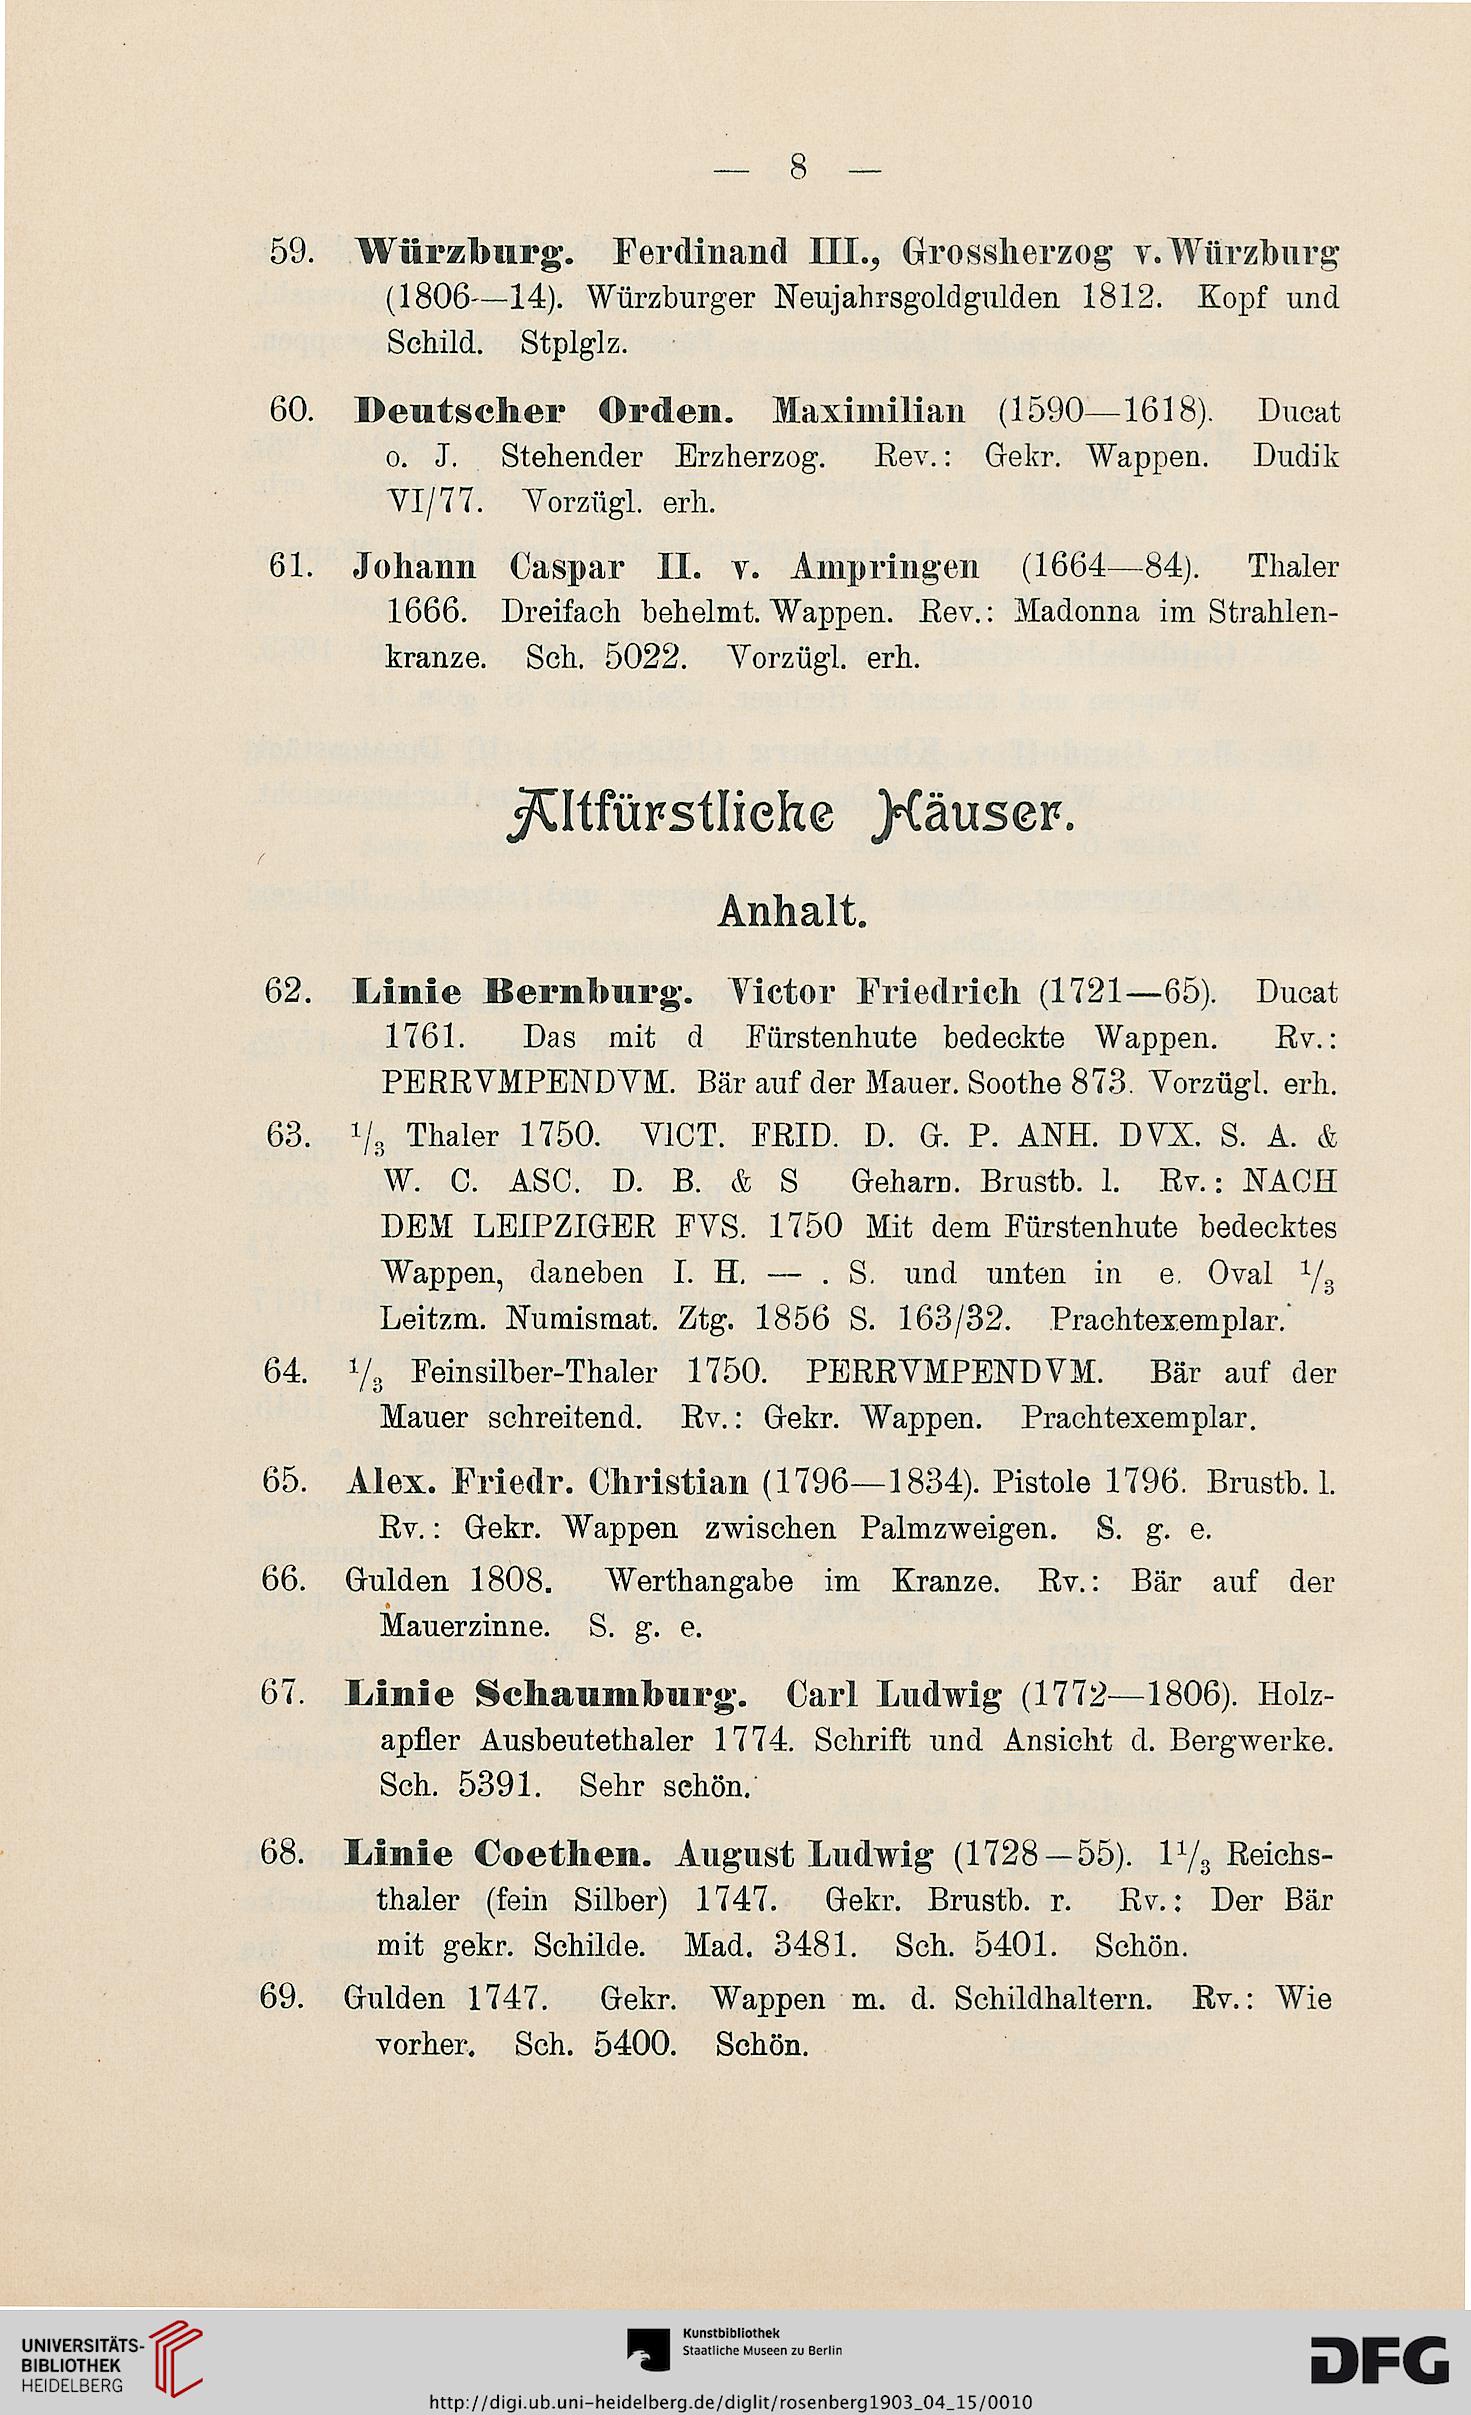 — 8 —
59. Würzburg. Ferdinand III., Grossherzog v. Würzburg
(1806—14). Würzburger Neujahrsgoldgulden 1812. Kopf und
Schild. Stplglz.
60. Deutscher Orden. Maximilian (1590—1618). Ducat
o. J. Stehender Erzherzog. Rev.: Gekr. Wappen. Dudik
VI/77. Vorzügl. erh.
61. Johann Caspar II. v. Ampringen (1664—84). Thaler
1666. Dreifach behelmt. Wappen. Rev.: Madonna im Strahlen-
kranze. Sch. 5022. Vorzügl. erh.
Altfürstliche Häuser.
Anhalt.
62. Linie Bernburg. Victor Friedrich (1721—65). Ducat
1761. Das mit d Fürstenhute bedeckte Wappen. Rv.:
PERRVMPENDVM. Bär auf der Mauer. Soothe 873. Vorzügl. erh.
63. 1/3 Thaler 1750. VICT. FRID. D. G. P. ANH. DVX. S. A. &
W. C. ASC. D. B. & S Geharn. Brustb. l. Rv.: NACH
DEM LEIPZIGER FVS. 1750 Mit dem Fürstenhute bedecktes
Wappen, daneben I. H. — . S. und unten in e. Oval 1/3
Leitzm. Numismat. Ztg. 1856 S. 163/32. Prachtexemplar.
64. 1/3 Feinsilber-Thaler 1750. PERRVMPENDVM. Bär auf der
Mauer schreitend. Rv.: Gekr. Wappen. Prachtexemplar.
65. Alex. Friedr. Christian (1796—1834). Pistole 1796. Brustb. l.
Rv.: Gekr. Wappen zwischen Palmzweigen. S. g. e.
66. Gulden 1808. Werthangabe im Kranze. Rv.: Bär auf der
Mauerzinne. S. g. e.
67. Linie Schaumburg. Carl Ludwig (1772—1806). Holz-
apfler Ausbeutethaler 1774. Schrift und Ansicht d. Bergwerke.
Sch. 5391. Sehr schön.
68. Linie Coethen. August Ludwig (1728—55). 1 1/3 Reichs-
thaler (fein Silber) 1747. Gekr. Brustb. r. Rv.: Der Bär
mit gekr. Schilde. Mad. 3481. Sch. 5401. Schön.
69. Gulden 1747. Gekr. Wappen m. d. Schildhaltern. Rv.: Wie
vorher. Sch. 5400. Schön.
UNIVERSITÄTS-
BIBLIOTHEK
HEIDELBERG
Kunstbibliothek
Staatliche Museen zu Berlin
DFG
http://digi.ub.uni-heidelberg.de/diglit/rosenberg1903_04_15/0010